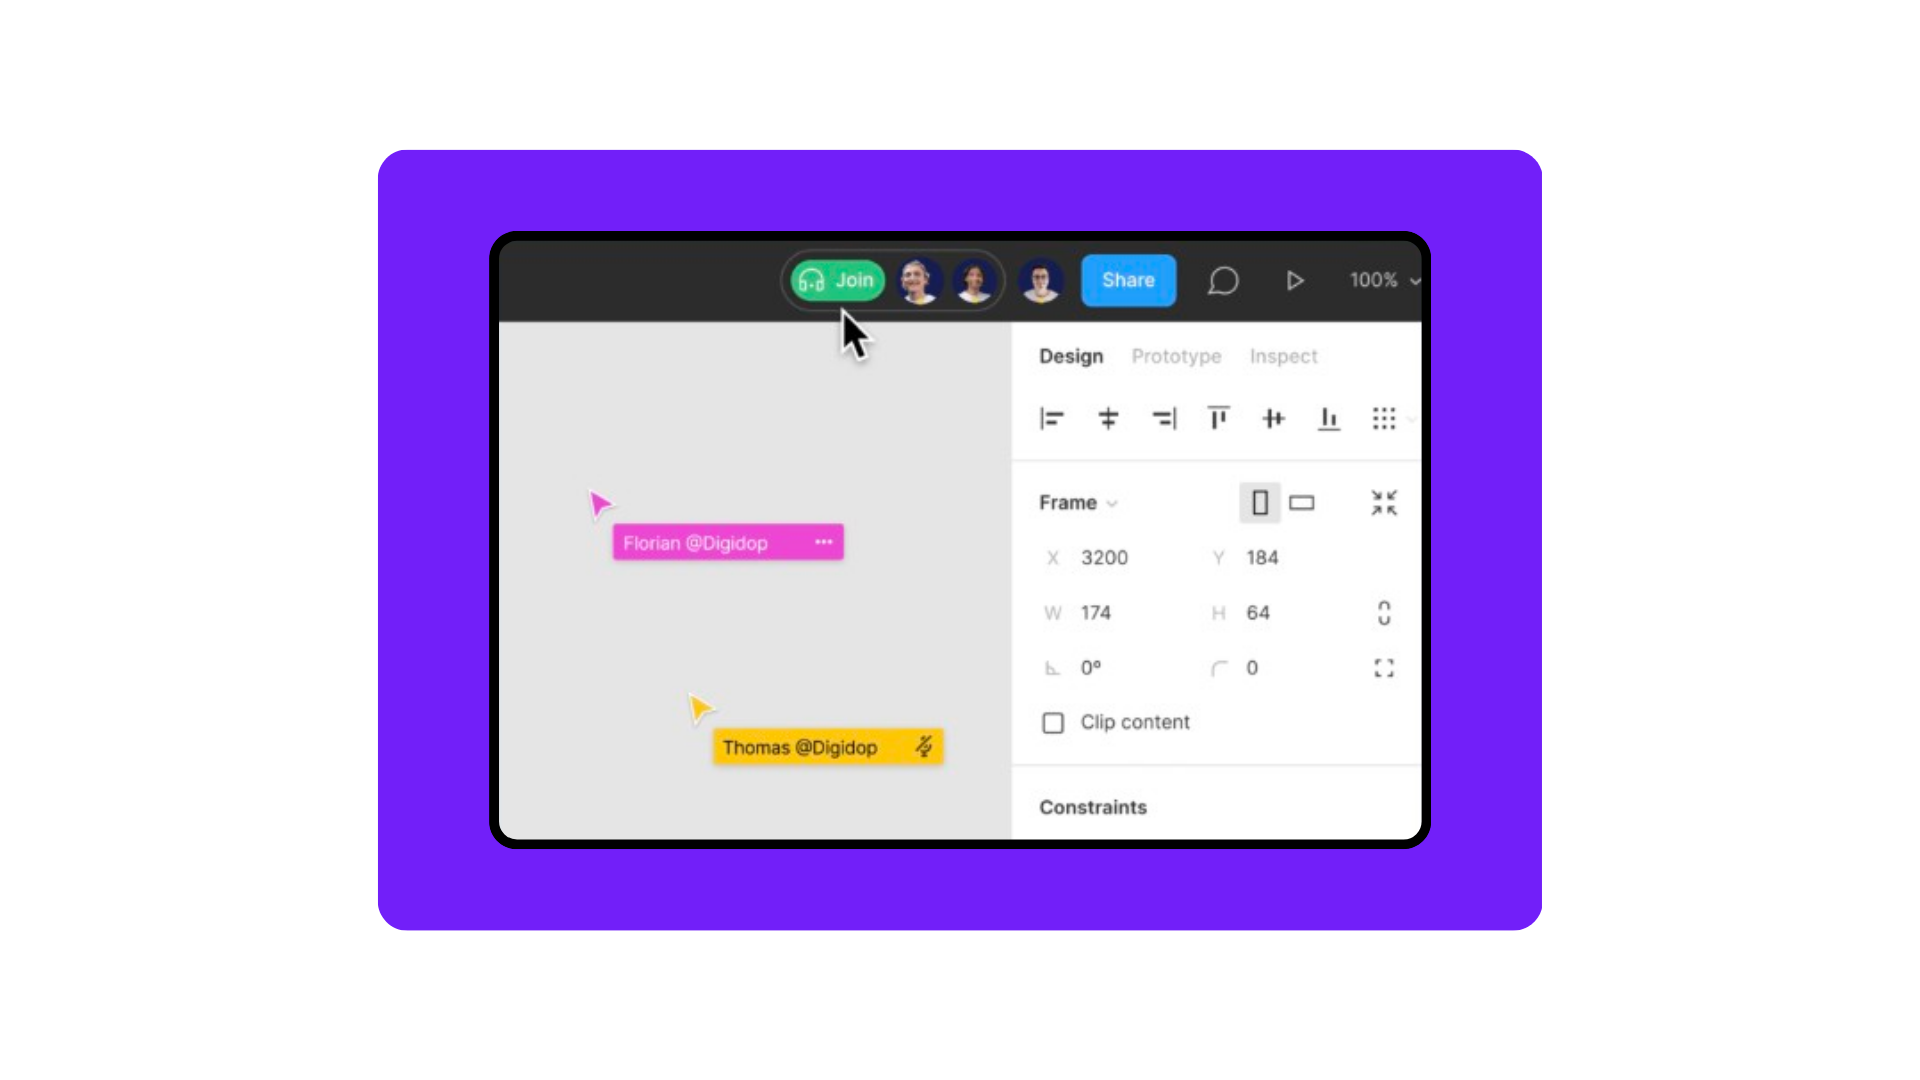 Join
Share
100%
Design Prototype Inspect
Frame
X 3200 Y 184
W 174 H 64
0° 0
Clip content
Constraints
Florian @Digidop
Thomas @Digidop